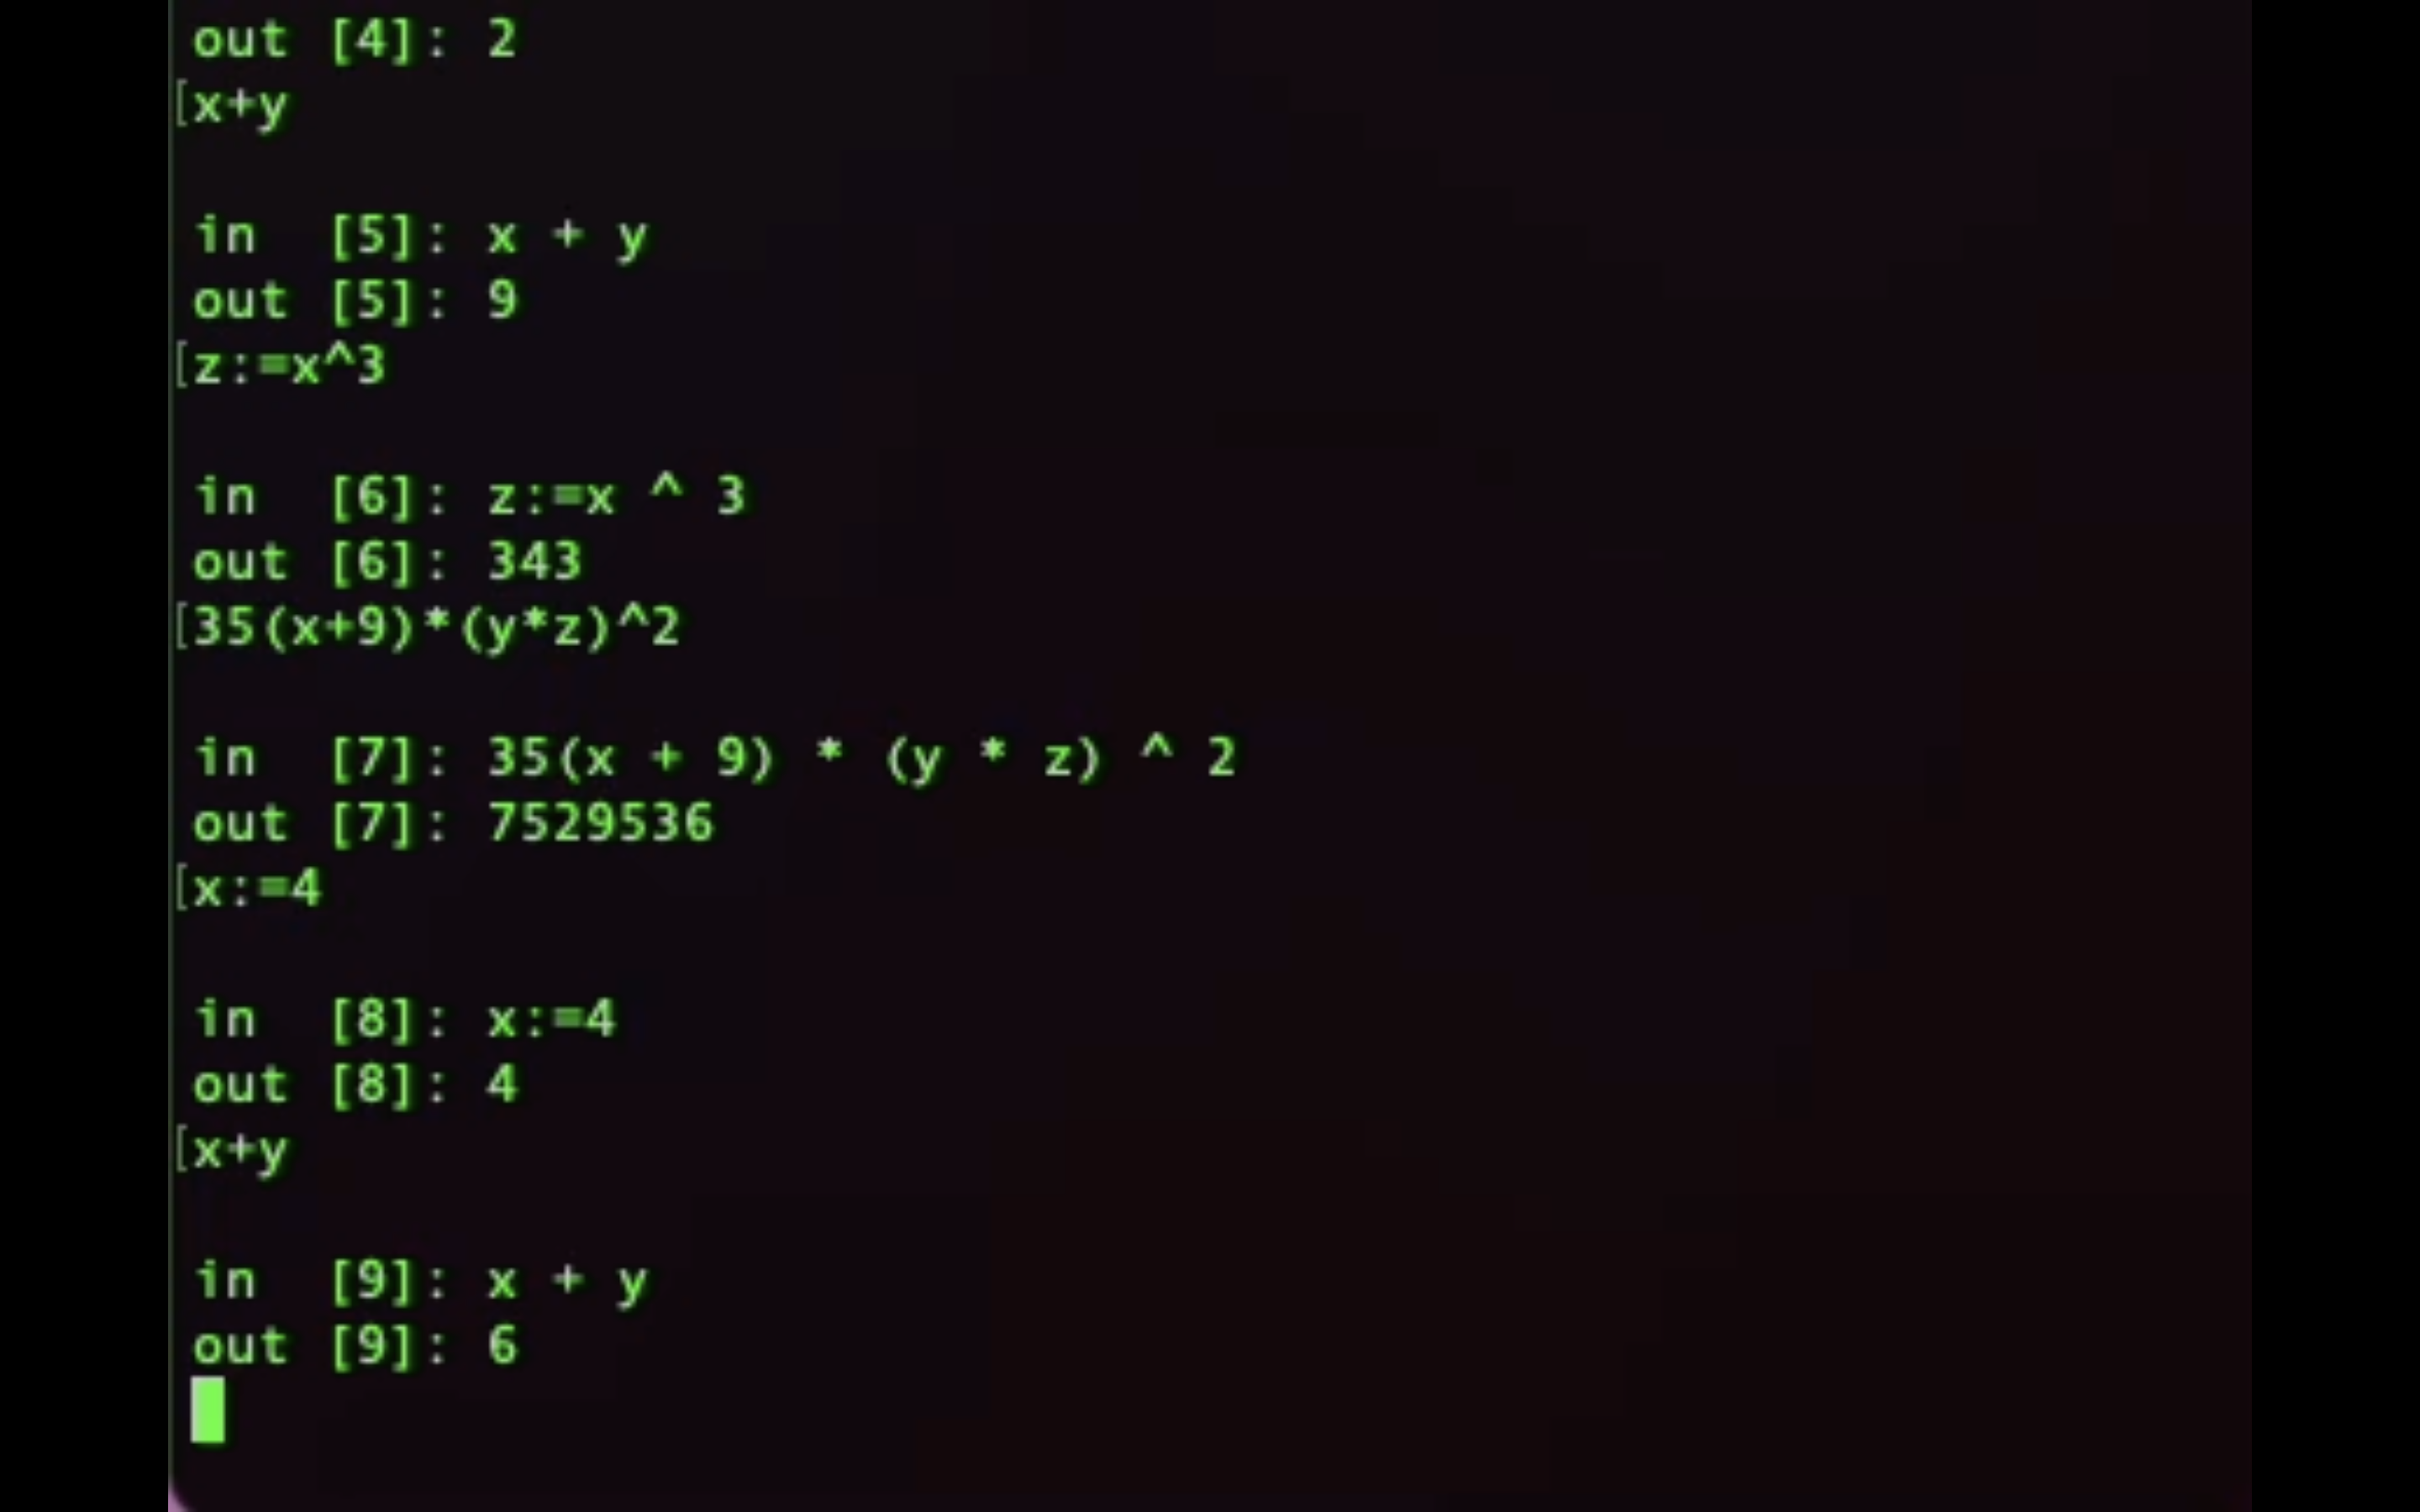 out [4]: 2
[x+y
in  [5]: x + y
out [5]: 9
[z:=x^3
in  [6]: z:=x ^ 3
out [6]: 343
[35(x+9)*(y*z)^2
in  [7]: 35(x + 9) * (y * z) ^ 2
out [7]: 7529536
[x:=4
in  [8]: x:=4
out [8]: 4
[x+y
in  [9]: x + y
out [9]: 6